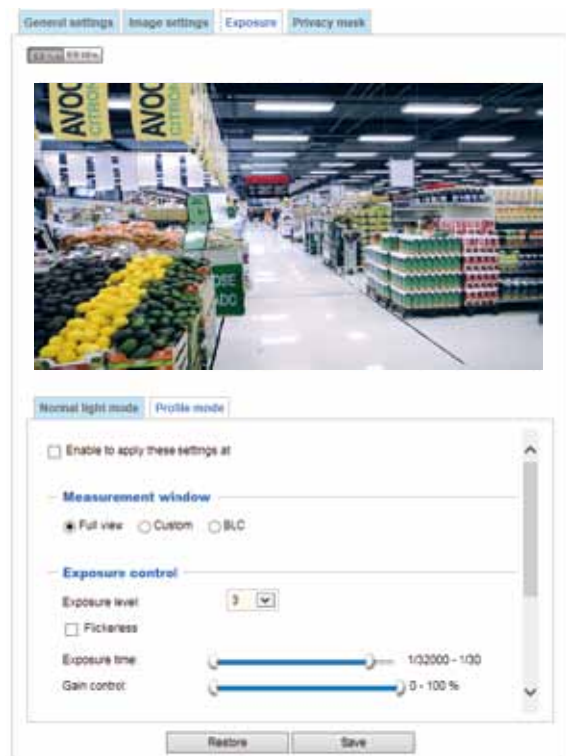 General settings Image settings Exposure Privacy mask
AVOC
CITRON
AVOC
CITRON
Normal light mode Profile mode
Enable to apply these settings at
Measurement window
Full view Custom BLC
Exposure control
Exposure level: 3
Flickerless
Exposure time: 1/32000 - 1/30
Gain control: 0 - 100 %
Restore Save